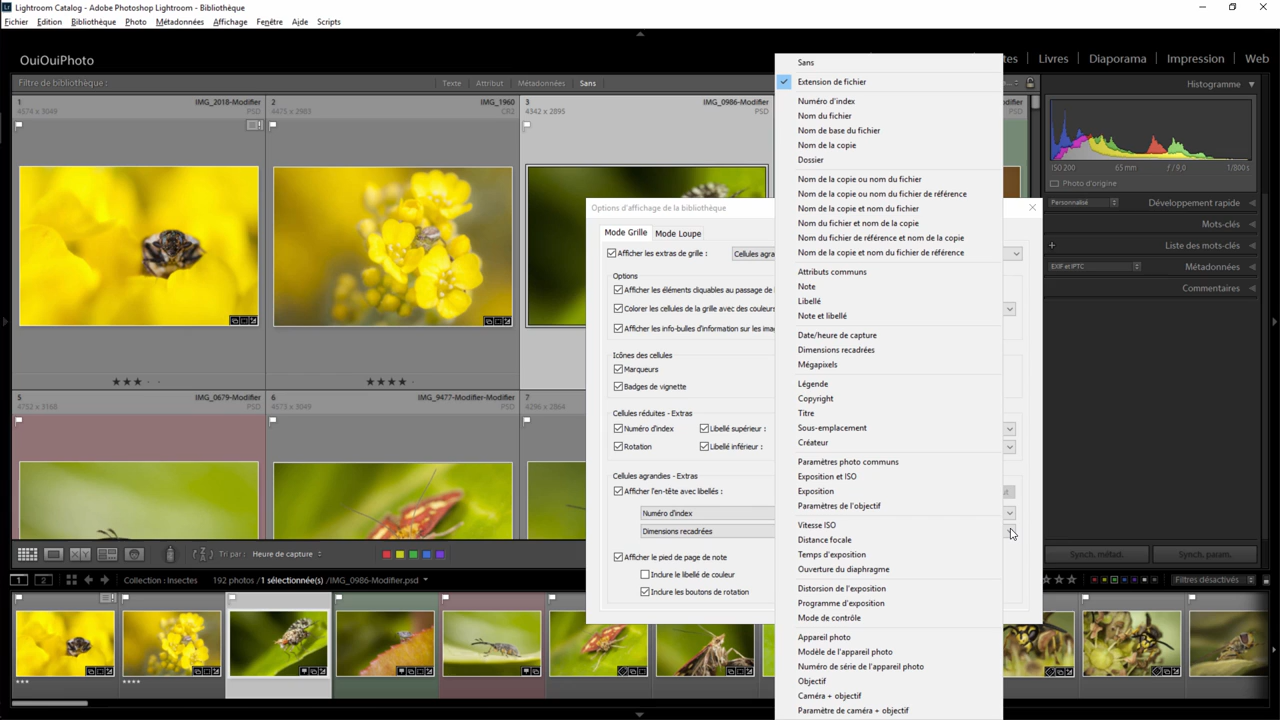 Lightroom Catalog - Adobe Photoshop Lightroom - Bibliothèque
Fichier Edition Bibliothèque Photo Métadonnées Affichage Fenêtre Aide Scripts
OuiOuiPhoto
Livres | Diaporama | Impression | Web
Filtre de bibliothèque :
Texte Attribut Métadonnées Sans
1 IMG_2018-Modifier
4574 x 3049 PSD
2 IMG_1960
4475 x 2983 CR2
3 IMG_0986-Modifier
4342 x 2895 PSD
5 IMG_0679-Modifier
4752 x 3168 PSD
6 IMG_9477-Modifier-Modifier
4573 x 3049 PSD
7
4296 x 2864
Options d'affichage de la bibliothèque
Mode Grille Mode Loupe
Afficher les extras de grille :
Options
Afficher les éléments cliquables au passage de
Colorer les cellules de la grille avec des couleurs
Afficher les info-bulles d'information sur les ima
Icônes des cellules
Marqueurs
Badges de vignette
Cellules réduites - Extras
Numéro d'index Libellé supérieur :
Rotation Libellé inférieur :
Cellules agrandies - Extras
Afficher l'en-tête avec libellés :
Numéro d'index
Dimensions recadrées
Afficher le pied de page de note
Indure le libellé de couleur
Indure les boutons de rotation
Sans
Extension de fichier
Numéro d'index
Nom du fichier
Nom de base du fichier
Nom de la copie
Dossier
Nom de la copie ou nom du fichier
Nom de la copie ou nom du fichier de référence
Nom de la copie et nom du fichier
Nom du fichier et nom de la copie
Nom du fichier de référence et nom de la copie
Nom de la copie et nom du fichier de référence
Attributs communs
Note
Libellé
Note et libellé
Date/heure de capture
Dimensions recadrées
Mégapixels
Légende
Copyright
Titre
Sous-emplacement
Créateur
Paramètres photo communs
Exposition et ISO
Exposition
Paramètres de l'objectif
Vitesse ISO
Distance focale
Temps d'exposition
Ouverture du diaphragme
Distorsion de l'exposition
Programme d'exposition
Mode de contrôle
Appareil photo
Modèle de l'appareil photo
Numéro de série de l'appareil photo
Objectif
Caméra + objectif
Paramètre de caméra + objectif
Histogramme
ISO 200 65 mm ƒ / 9,0 1/800 s
Photo d'origine
Personnalisé Développement rapide
Mots-clés
Liste des mots-clés
EXIF et IPTC Métadonnées
Commentaires
Tri par : Heure de capture
Synch. métad. Synch. param.
1 2 Collection : Insectes 192 photos /1 sélectionnée(s) /IMG_0986-Modifier.psd
Filtres désactivés